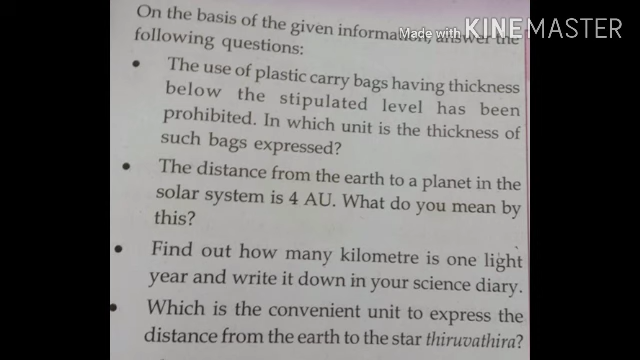 Made with KINEMASTER
On the basis of the given information, answer the
following questions:
• The use of plastic carry bags having thickness
below the stipulated level has been
prohibited. In which unit is the thickness of
such bags expressed?
• The distance from the earth to a planet in the
solar system is 4 AU. What do you mean by
this?
• Find out how many kilometre is one light
year and write it down in your science diary.
• Which is the convenient unit to express the
distance from the earth to the star thiruvathira?